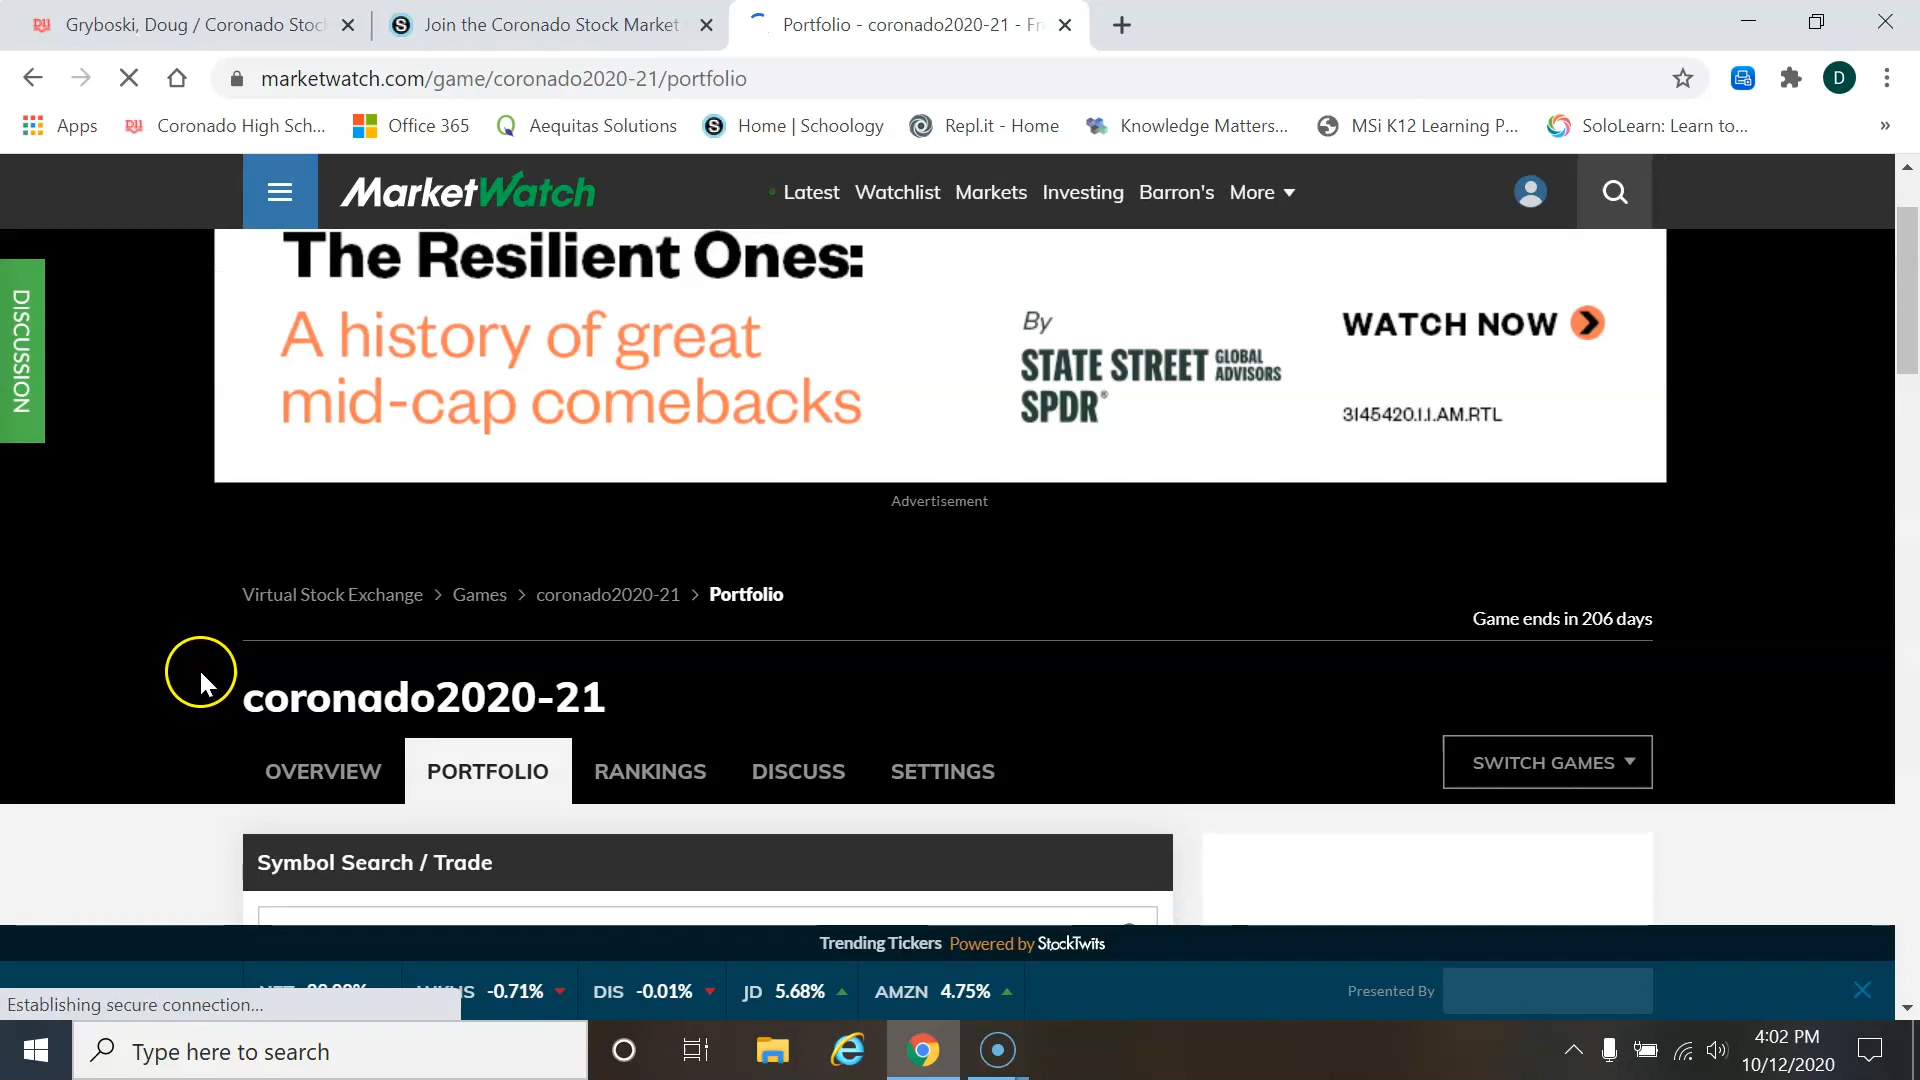 Gryboski, Doug / Coronado Stoc
Join the Coronado Stock Market
Portfolio - coronado2020-21 - Fr
marketwatch.com/game/coronado2020-21/portfolio
D
Apps
Coronado High Sch...
Office 365
Aequitas Solutions
Home | Schoology
Repl.it - Home
Knowledge Matters...
MSi K12 Learning P...
SoloLearn: Learn to...
»
MarketWatch
Latest
Watchlist
Markets
Investing
Barron's
More
DISCUSSION
The Resilient Ones:
A history of great
mid-cap comebacks
By
STATE STREET GLOBAL ADVISORS
SPDR®
WATCH NOW
3145420.1.1.AM.RTL
Advertisement
Virtual Stock Exchange > Games > coronado2020-21 > Portfolio
Game ends in 206 days
coronado2020-21
OVERVIEW
PORTFOLIO
RANKINGS
DISCUSS
SETTINGS
SWITCH GAMES
Symbol Search / Trade
Trending Tickers Powered by StockTwits
-0.71%
DIS -0.01%
JD 5.68%
AMZN 4.75%
Presented By
Establishing secure connection...
Type here to search
4:02 PM
10/12/2020